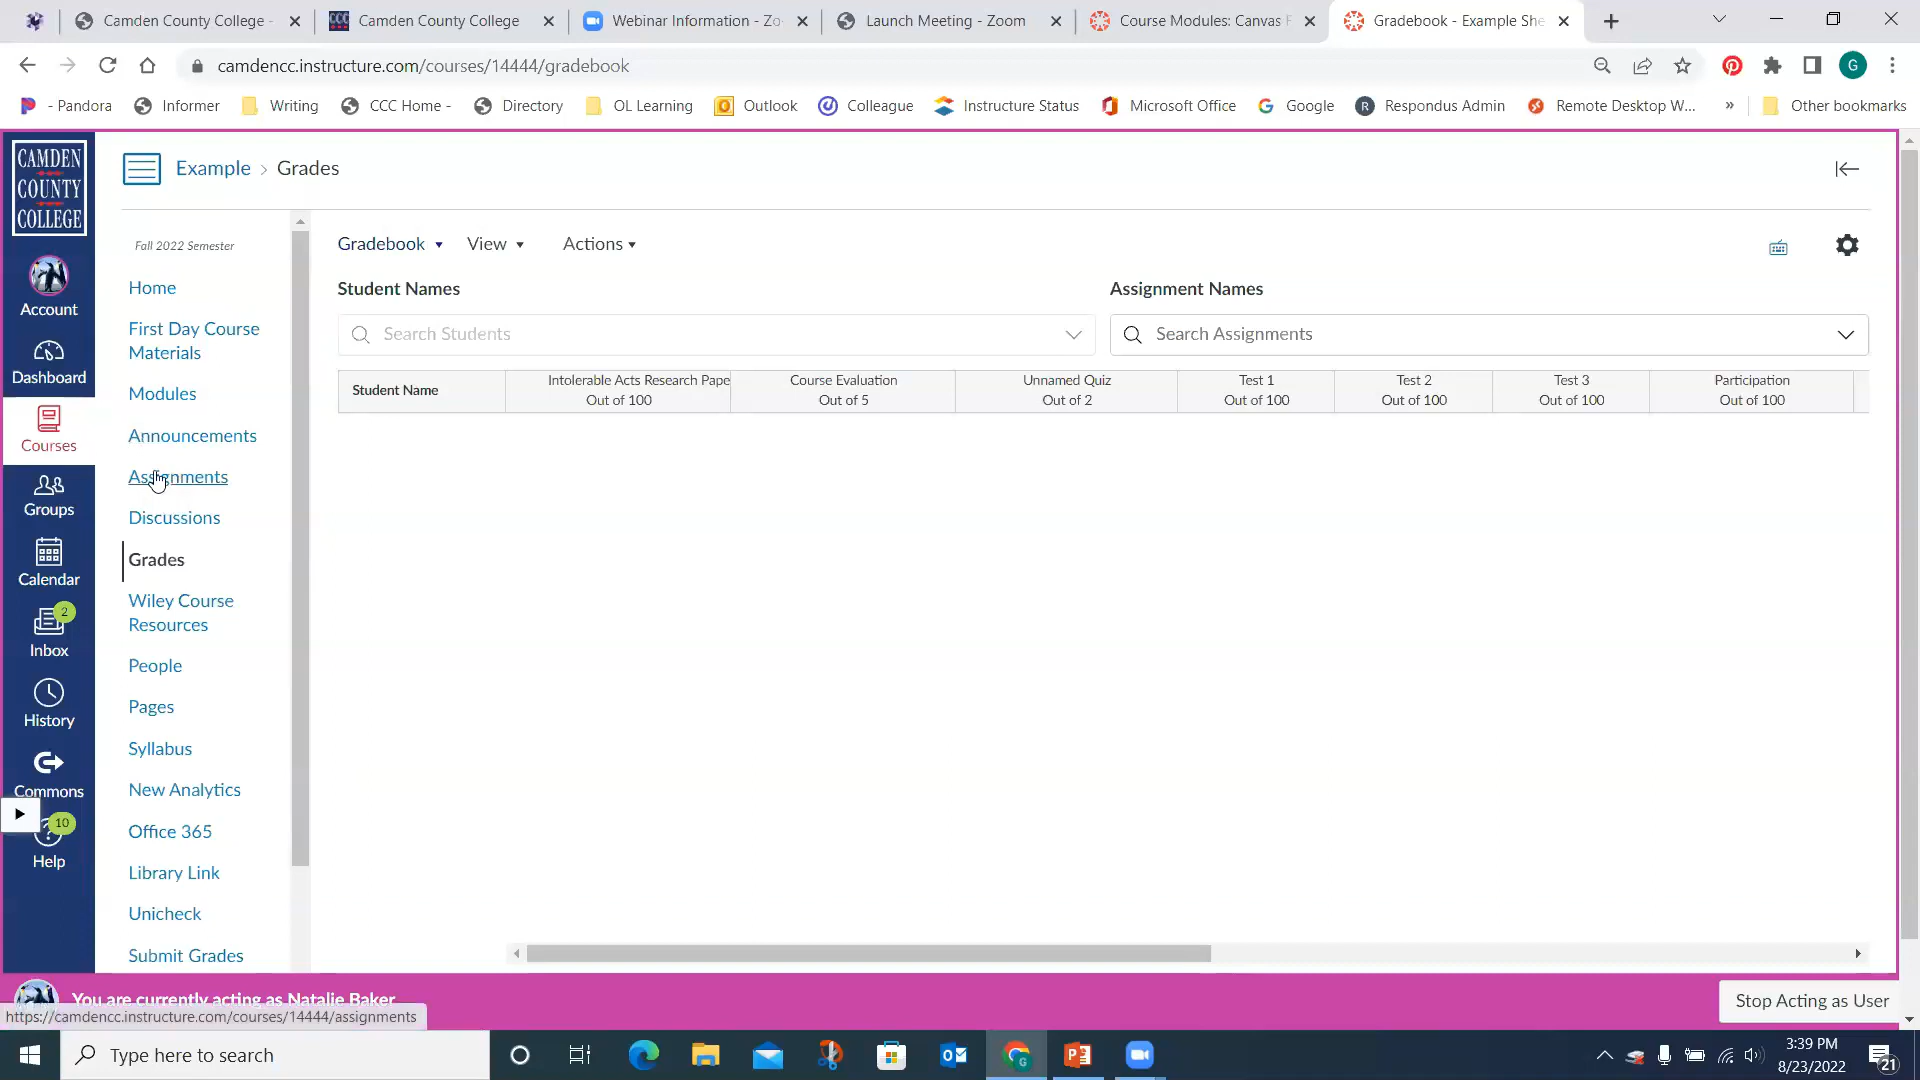 Camden County College -
Camden County College
Webinar Information - Zo
Launch Meeting - Zoom
Course Modules: Canvas F
Gradebook - Example She
camdencc.instructure.com/courses/14444/gradebook
G
- Pandora
Informer
Writing
CCC Home -
Directory
OL Learning
Outlook
Colleague
Instructure Status
Microsoft Office
Google
Respondus Admin
Remote Desktop W...
»
Other bookmarks
CAMDEN
COUNTY
COLLEGE
Account
Dashboard
Courses
Groups
Calendar
2
Inbox
History
Commons
10
Help
Example > Grades
Fall 2022 Semester
Home
First Day Course
Materials
Modules
Announcements
Assignments
Discussions
Grades
Wiley Course
Resources
People
Pages
Syllabus
New Analytics
Office 365
Library Link
Unicheck
Submit Grades
Gradebook View Actions
Student Names
Assignment Names
Search Students
Search Assignments
Student Name
Intolerable Acts Research Pape
Out of 100
Course Evaluation
Out of 5
Unnamed Quiz
Out of 2
Test 1
Out of 100
Test 2
Out of 100
Test 3
Out of 100
Participation
Out of 100
You are currently acting as Natalie Baker
Stop Acting as User
https://camdencc.instructure.com/courses/14444/assignments
Type here to search
3:39 PM
8/23/2022
21